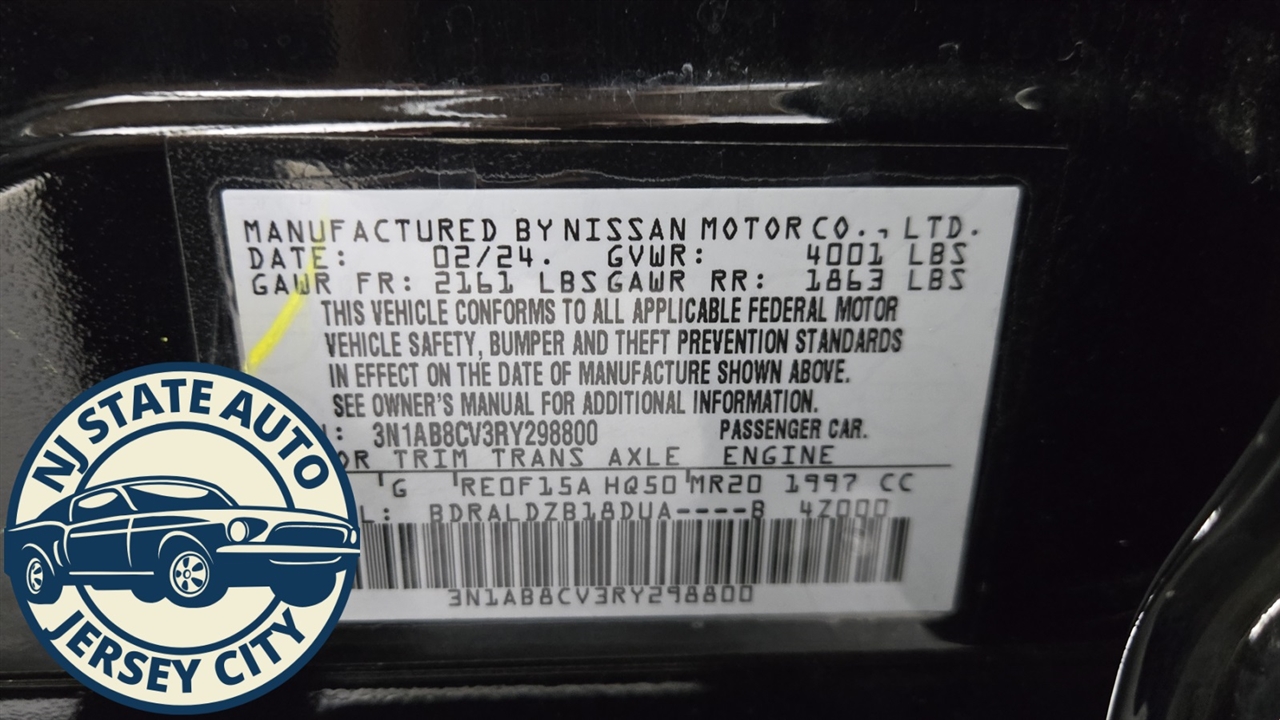 MANUFACTURED BY NISSAN MOTOR CO., LTD.
DATE: 02/24. GVWR: 4001 LBS
GAWR FR: 2161 LBS GAWR RR: 1863 LBS
THIS VEHICLE CONFORMS TO ALL APPLICABLE FEDERAL MOTOR
VEHICLE SAFETY, BUMPER AND THEFT PREVENTION STANDARDS
IN EFFECT ON THE DATE OF MANUFACTURE SHOWN ABOVE.
SEE OWNER'S MANUAL FOR ADDITIONAL INFORMATION.
: 3N1AB8CV3RY298800 PASSENGER CAR.
OR TRIM TRANS AXLE ENGINE
G RE0F15A HQ50 MR20 1997 CC
L: BDRALDZB18DUA----B 4Z000
3N1AB8CV3RY298800
NJ STATE AUTO
JERSEY CITY